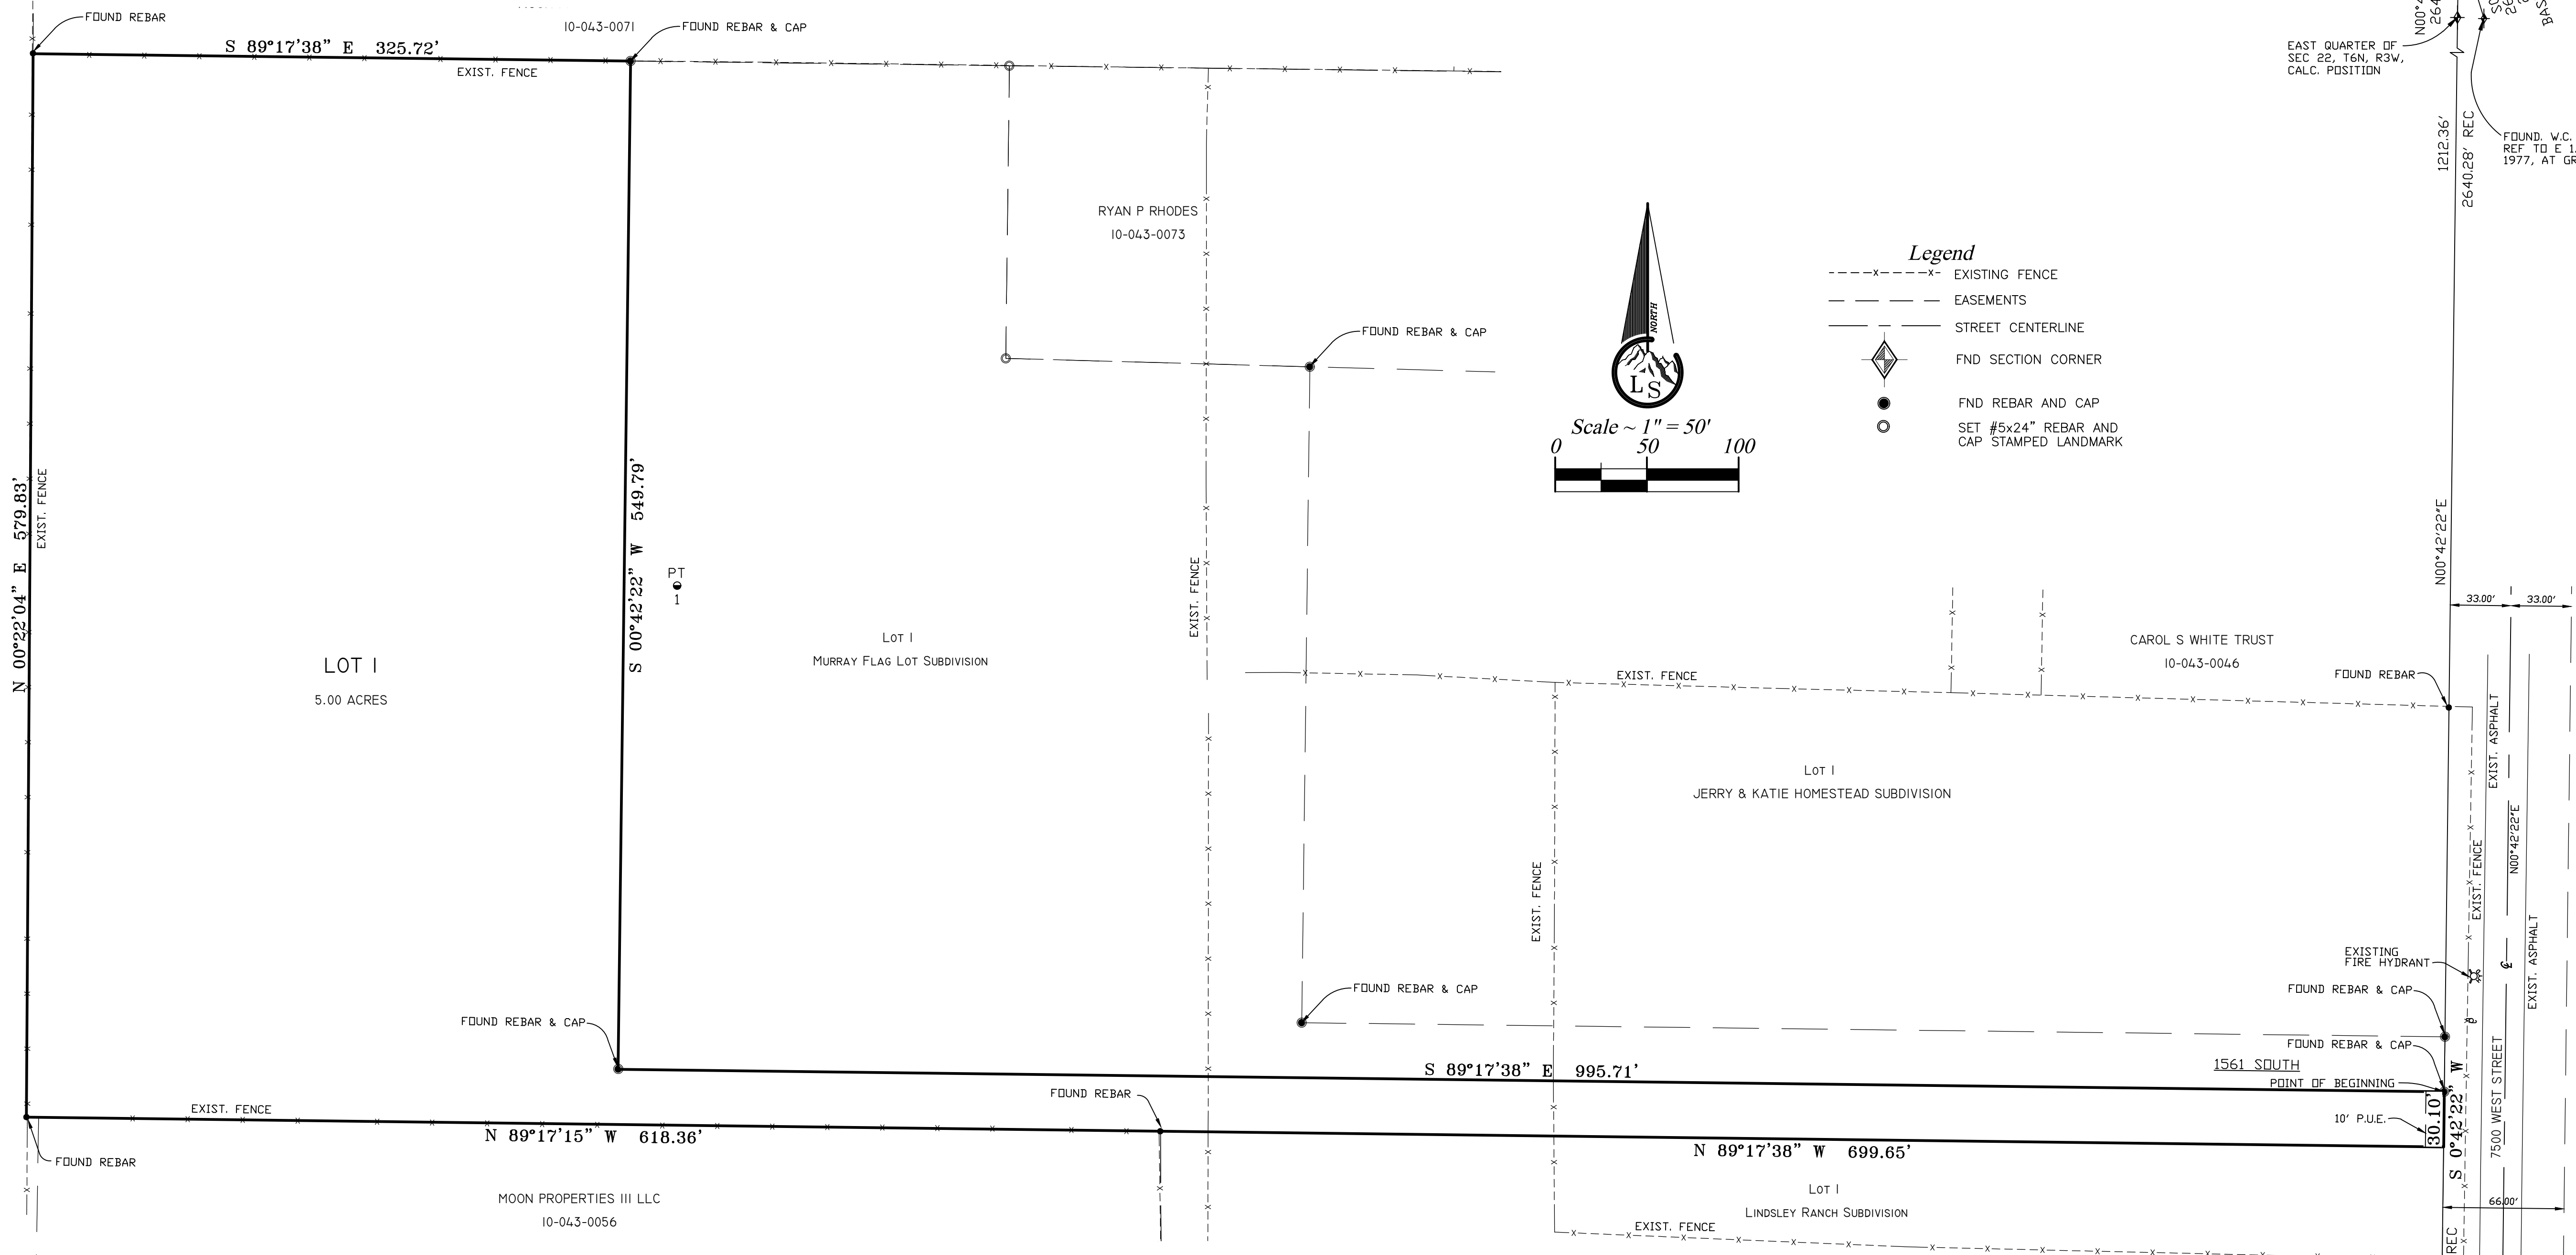 FOUND REBAR
S 89°17'38" E 325.72'
EXIST. FENCE
10-043-0071
FOUND REBAR & CAP
EAST QUARTER OF
SEC 22, T6N, R3W,
CALC. POSITION
1212.36'
2640.28' REC
FOUND. W.C.
REF TO E
1977, AT
RYAN P RHODES
10-043-0073
FOUND REBAR & CAP
NORTH
LS
Scale ~ 1" = 50'
0 50 100
Legend
EXISTING FENCE
EASEMENTS
STREET CENTERLINE
FND SECTION CORNER
FND REBAR AND CAP
SET #5x24" REBAR AND
CAP STAMPED LANDMARK
N 00°22'04" E 579.83'
EXIST. FENCE
S 00°42'22" W 549.79'
PT
1
LOT 1
5.00 ACRES
LOT 1
MURRAY FLAG LOT SUBDIVISION
EXIST. FENCE
N00°42'22"E
33.00' 33.00'
CAROL S WHITE TRUST
10-043-0046
FOUND REBAR
EXIST. FENCE
LOT 1
JERRY & KATIE HOMESTEAD SUBDIVISION
EXIST. ASPHALT
N00°42'22"E
EXIST. FENCE
EXIST. FENCE
EXIST. ASPHALT
EXISTING
FIRE HYDRANT
FOUND REBAR & CAP
FOUND REBAR & CAP
FOUND REBAR & CAP
FOUND REBAR & CAP
S 89°17'38" E 995.71'
1561 SOUTH
POINT OF BEGINNING
10' P.U.E.
30.10'
S 0°42'22" W
7500 WEST STREET
EXIST. FENCE
FOUND REBAR
N 89°17'15" W 618.36'
N 89°17'38" W 699.65'
FOUND REBAR
MOON PROPERTIES III LLC
10-043-0056
LOT 1
LINDSLEY RANCH SUBDIVISION
EXIST. FENCE
66.00'
REC